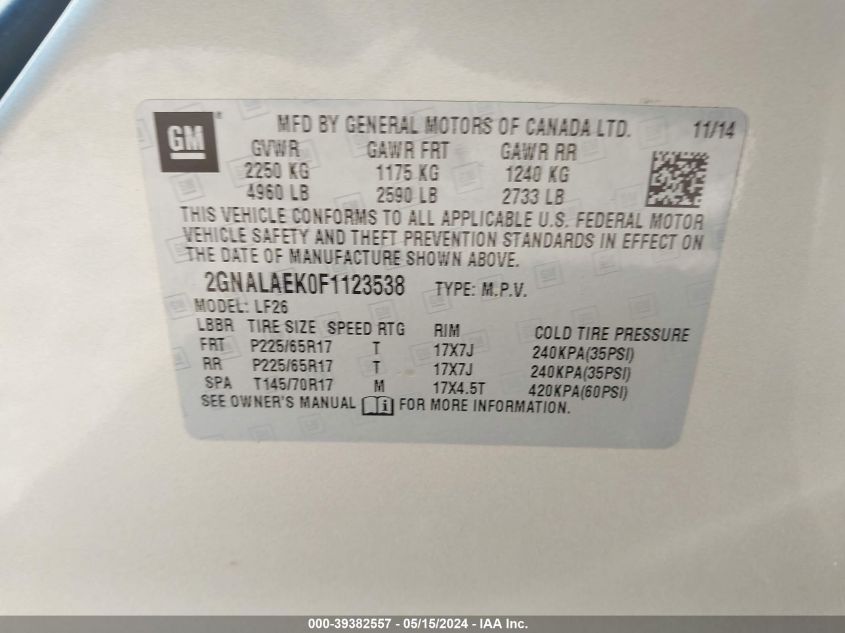 GM ®
MFD BY GENERAL MOTORS OF CANADA LTD. 11/14
GVWR GAWR FRT GAWR RR
2250 KG 1175 KG 1240 KG
4960 LB 2590 LB 2733 LB
THIS VEHICLE CONFORMS TO ALL APPLICABLE U.S. FEDERAL MOTOR
VEHICLE SAFETY AND THEFT PREVENTION STANDARDS IN EFFECT ON
THE DATE OF MANUFACTURE SHOWN ABOVE.
2GNALAEK0F1123538 TYPE: M.P.V.
MODEL: LF26
LBBR TIRE SIZE SPEED RTG RIM COLD TIRE PRESSURE
FRT P225/65R17 T 17X7J 240KPA(35PSI)
RR P225/65R17 T 17X7J 240KPA(35PSI)
SPA T145/70R17 M 17X4.5T 420KPA(60PSI)
SEE OWNER'S MANUAL i FOR MORE INFORMATION.
000-39382557 - 05/15/2024 - IAA Inc.